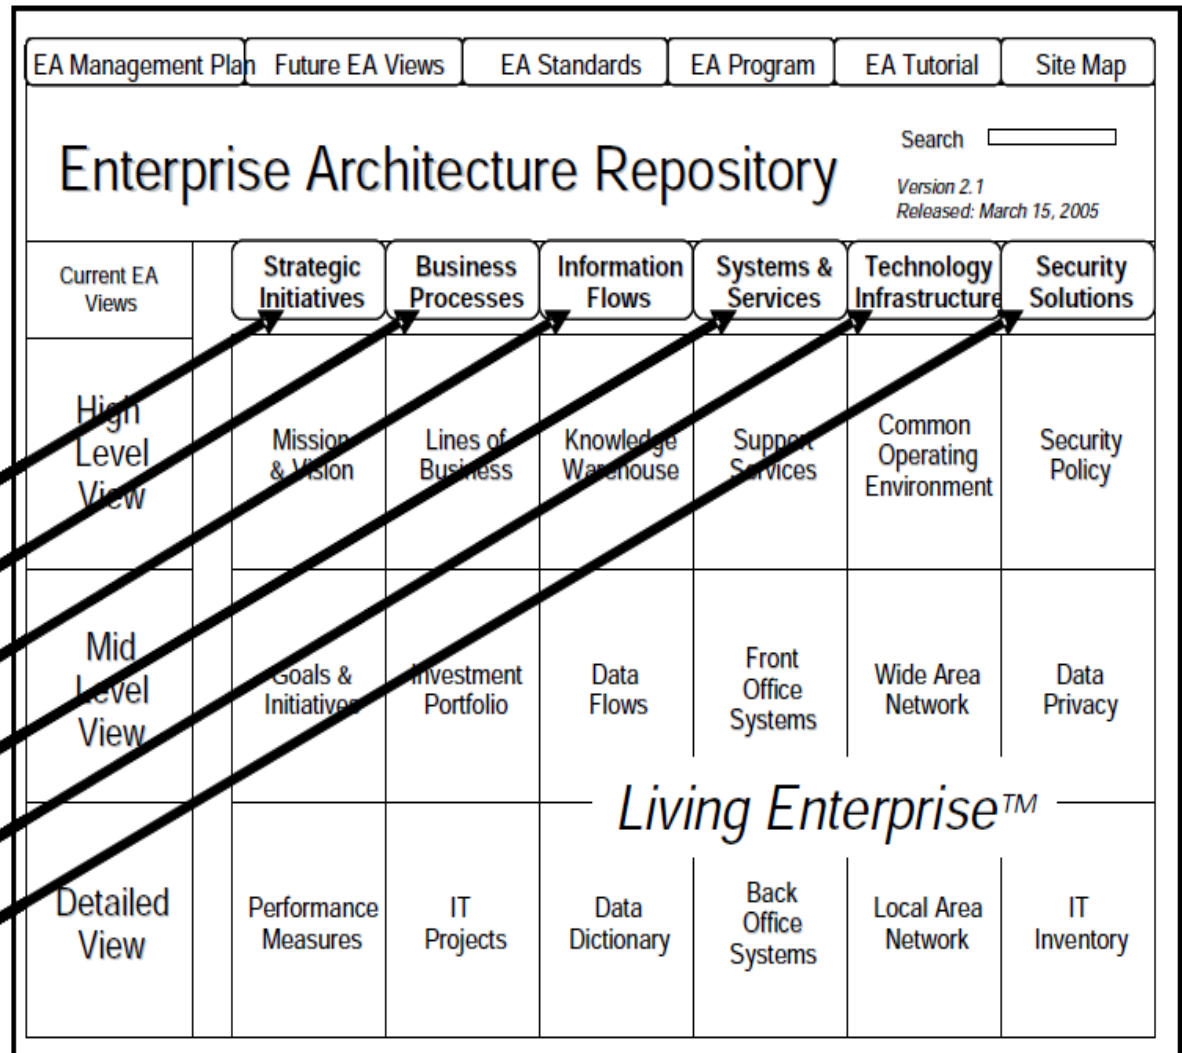 EA Management Plan Future EA Views EA Standards EA Program EA Tutorial Site Map
Enterprise Architecture Repository
Search
Version 2.1
Released: March 15, 2005
Current EA
Views
Strategic
Initiatives
Business
Processes
Information
Flows
Systems &
Services
Technology
Infrastructure
Security
Solutions
High
Level
View
Mission
& Vision
Lines of
Business
Knowledge
Warehouse
Support
Services
Common
Operating
Environment
Security
Policy
Mid
Level
View
Goals &
Initiatives
Investment
Portfolio
Data
Flows
Front
Office
Systems
Wide Area
Network
Data
Privacy
Living Enterprise™
Detailed
View
Performance
Measures
IT
Projects
Data
Dictionary
Back
Office
Systems
Local Area
Network
IT
Inventory